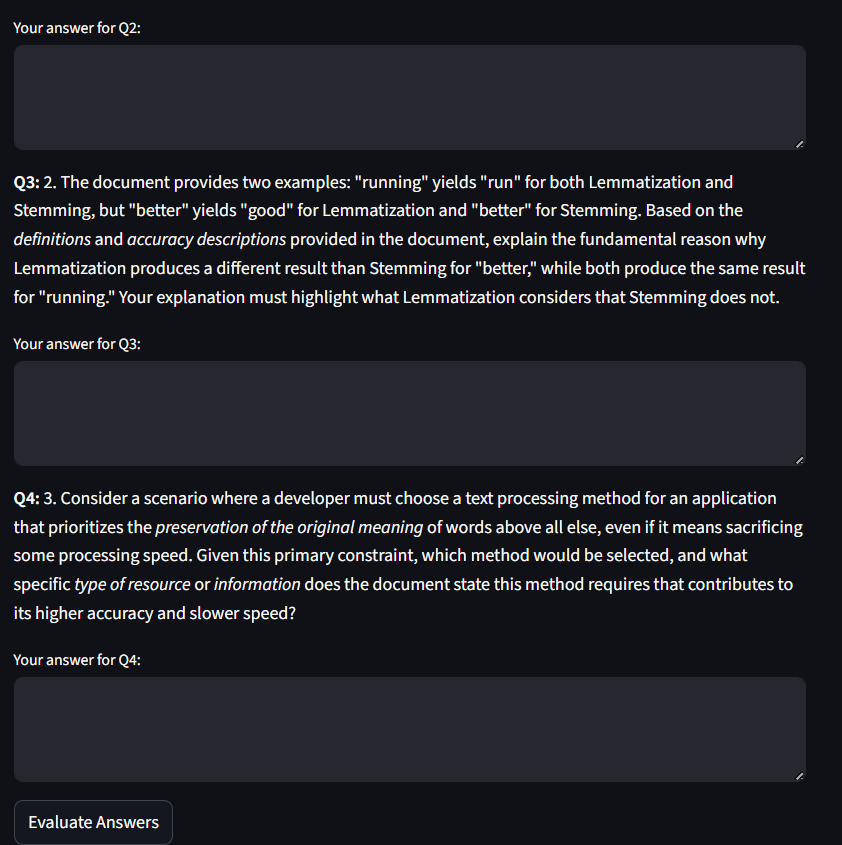 Your answer for Q2:
Q3: 2. The document provides two examples: "running" yields "run" for both Lemmatization and
Stemming, but "better" yields "good" for Lemmatization and "better" for Stemming. Based on the
definitions and accuracy descriptions provided in the document, explain the fundamental reason why
Lemmatization produces a different result than Stemming for "better," while both produce the same result
for "running." Your explanation must highlight what Lemmatization considers that Stemming does not.
Your answer for Q3:
Q4: 3. Consider a scenario where a developer must choose a text processing method for an application
that prioritizes the preservation of the original meaning of words above all else, even if it means sacrificing
some processing speed. Given this primary constraint, which method would be selected, and what
specific type of resource or information does the document state this method requires that contributes to
its higher accuracy and slower speed?
Your answer for Q4:
Evaluate Answers